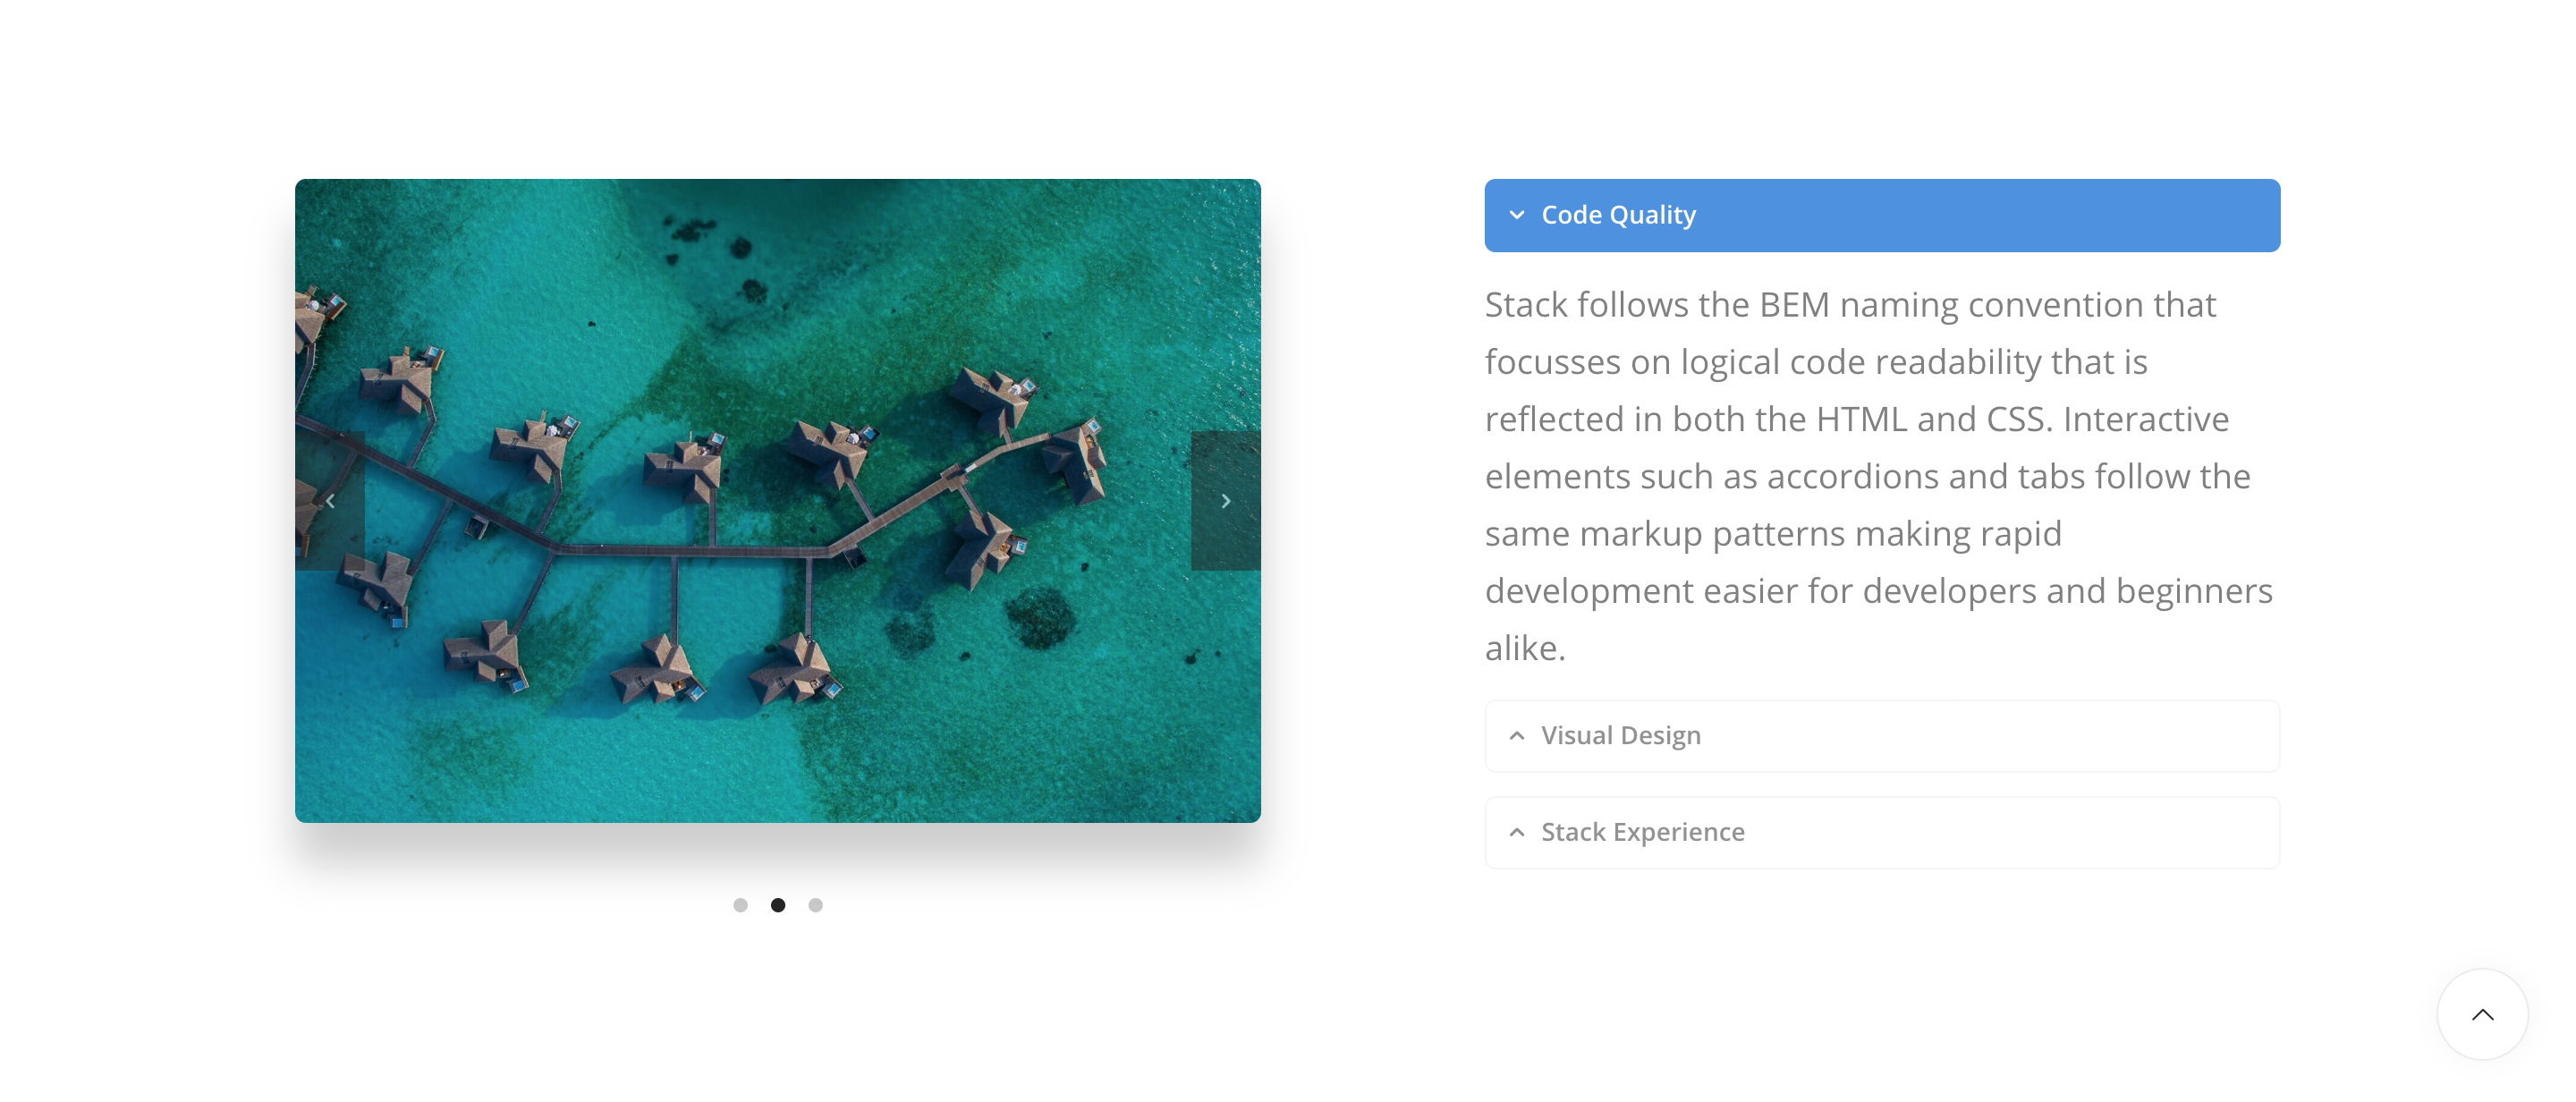 Code Quality
Stack follows the BEM naming convention that
focusses on logical code readability that is
reflected in both the HTML and CSS. Interactive
elements such as accordions and tabs follow the
same markup patterns making rapid
development easier for developers and beginners
alike.
Visual Design
Stack Experience